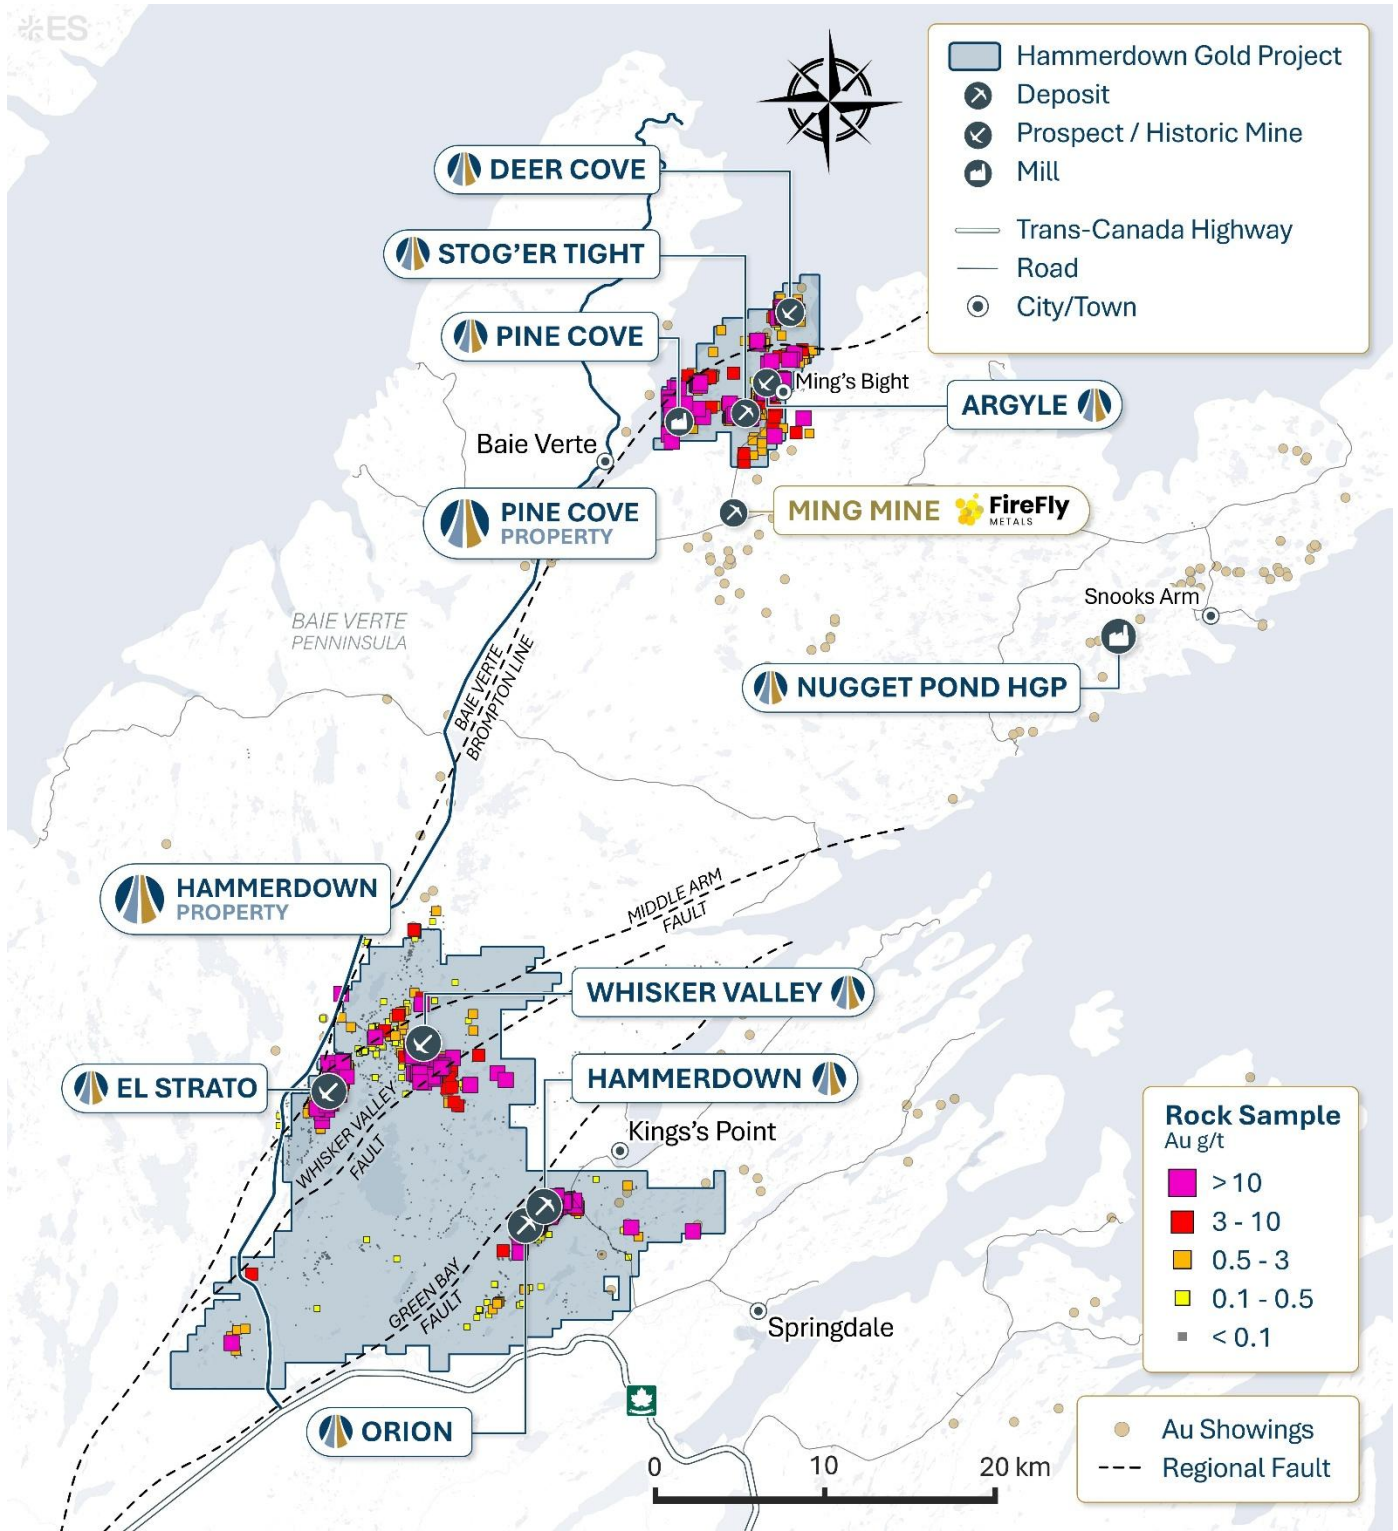 ES
Hammerdown Gold Project
Deposit
Prospect / Historic Mine
Mill
Trans-Canada Highway
Road
City/Town
DEER COVE
STOG'ER TIGHT
PINE COVE
Ming's Bight
ARGYLE
Baie Verte
PINE COVE
PROPERTY
MING MINE
FireFly
METALS
Snooks Arm
BAIE VERTE
PENNINSULA
NUGGET POND HGP
BAIE VERTE
BROMPTON LINE
HAMMERDOWN
PROPERTY
MIDDLE ARM
FAULT
WHISKER VALLEY
EL STRATO
HAMMERDOWN
WHISKER VALLEY
FAULT
Kings's Point
GREEN BAY
FAULT
Springdale
ORION
Rock Sample
Au g/t
> 10
3 - 10
0.5 - 3
0.1 - 0.5
< 0.1
Au Showings
Regional Fault
0 10 20 km